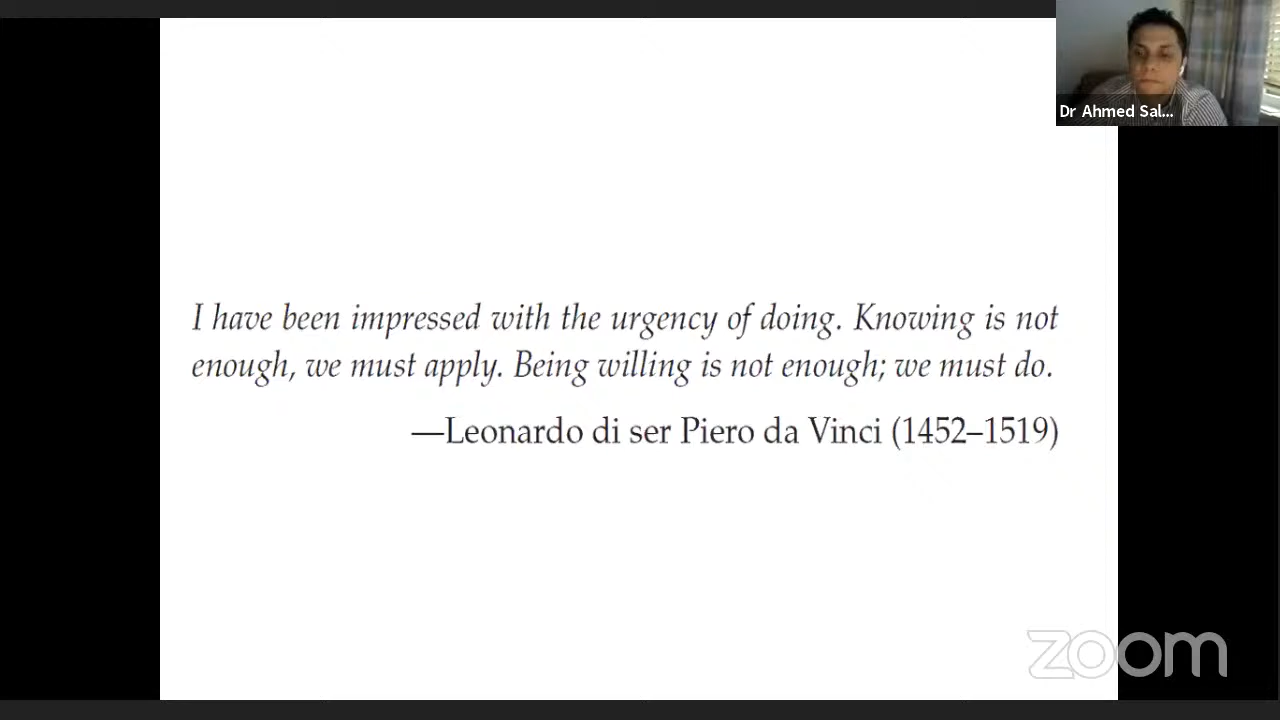 Dr Ahmed Sal...
I have been impressed with the urgency of doing. Knowing is not
enough, we must apply. Being willing is not enough; we must do.
—Leonardo di ser Piero da Vinci (1452–1519)
zoom